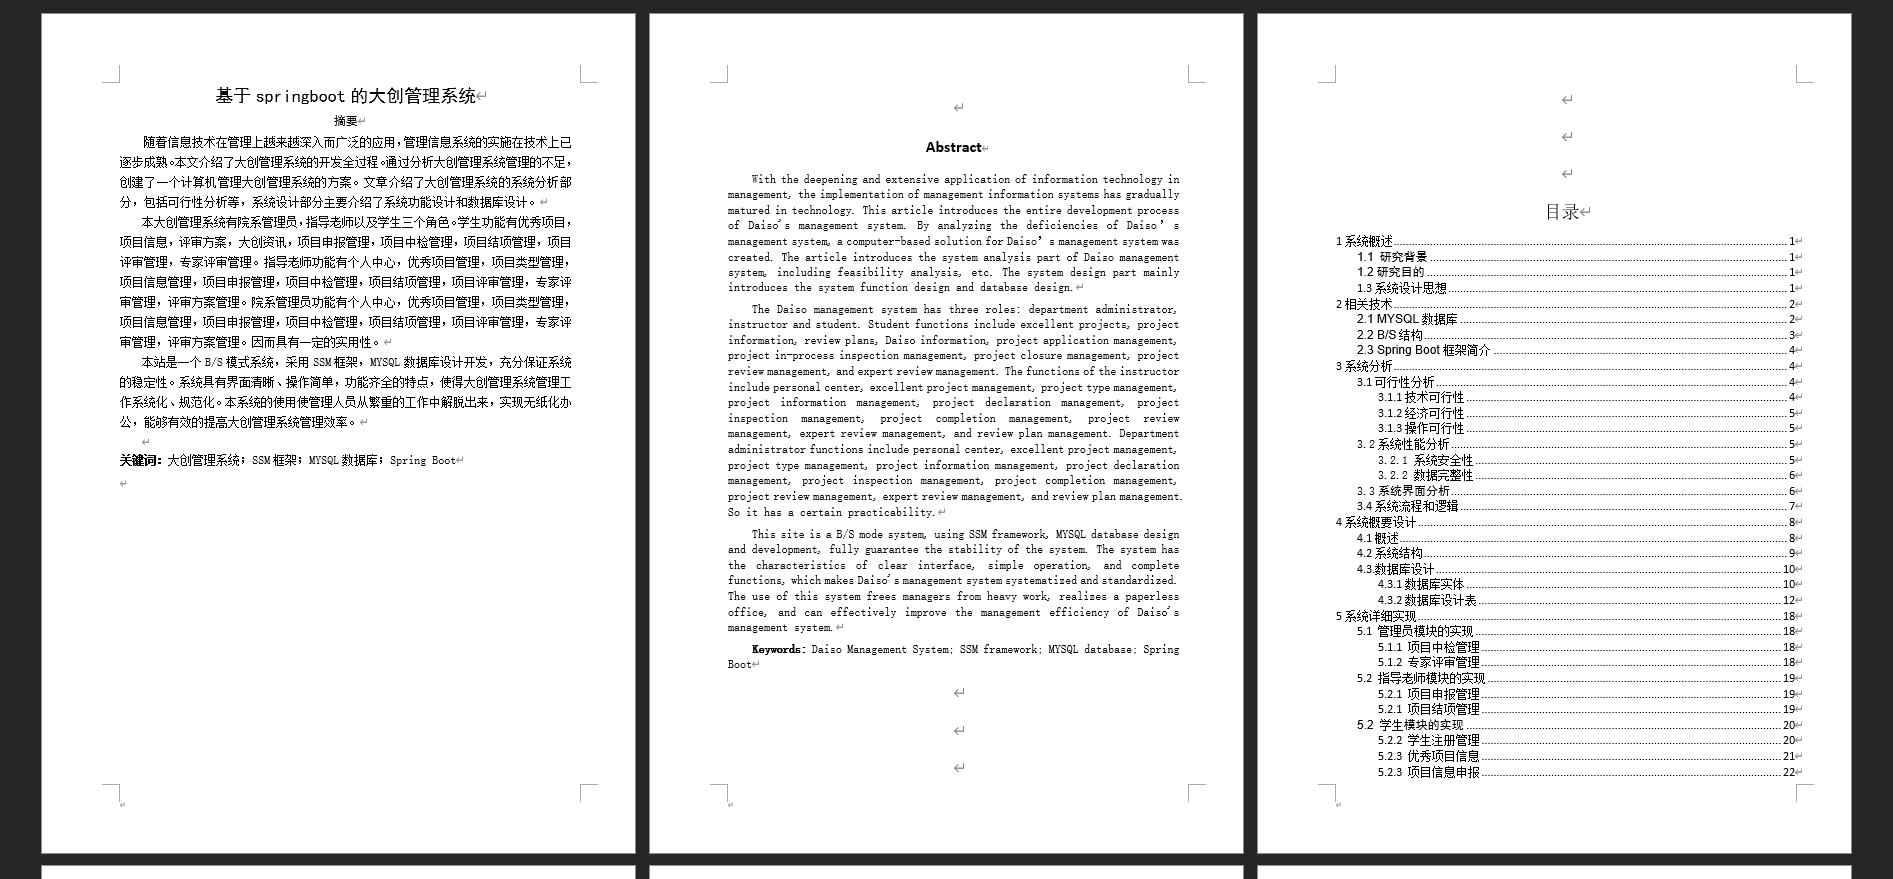 基于 springboot 的大创管理系统
摘要
随着信息技术在管理上越来越深入而广泛的应用，管理信息系统的实施在技术上已
逐步成熟。本文介绍了大创管理系统的开发全过程。通过分析大创管理系统管理的不足，
创建了一个计算机管理大创管理系统的方案。文章介绍了大创管理系统的系统分析部
分，包括可行性分析等，系统设计部分主要介绍了系统功能设计和数据库设计。
本大创管理系统有院系管理员，指导老师以及学生三个角色。学生功能有优秀项目，
项目信息，评审方案，大创资讯，项目申报管理，项目中检管理，项目结项管理，项目
评审管理，专家评审管理。指导老师功能有个人中心，优秀项目管理，项目类型管理，
项目信息管理，项目申报管理，项目中检管理，项目结项管理，项目评审管理，专家评
审管理，评审方案管理。院系管理员功能有个人中心，优秀项目管理，项目类型管理，
项目信息管理，项目申报管理，项目中检管理，项目结项管理，项目评审管理，专家评
审管理，评审方案管理。因而具有一定的实用性。
本站是一个 B/S 模式系统，采用 SSM 框架，MYSQL 数据库设计开发，充分保证系统
的稳定性。系统具有界面清晰、操作简单，功能齐全的特点，使得大创管理系统管理工
作系统化、规范化。本系统的使用使管理人员从繁重的工作中解脱出来，实现无纸化办
公，能够有效的提高大创管理系统管理效率。
关键词：大创管理系统；SSM 框架；MYSQL 数据库；Spring Boot
Abstract
With the deepening and extensive application of information technology in
management, the implementation of management information systems has gradually
matured in technology. This article introduces the entire development process
of Daiso's management system. By analyzing the deficiencies of Daiso's
management system, a computer-based solution for Daiso's management system was
created. The article introduces the system analysis part of Daiso management
system, including feasibility analysis, etc. The system design part mainly
introduces the system function design and database design.
The Daiso management system has three roles: department administrator,
instructor and student. Student functions include excellent projects, project
information, review plans, Daiso information, project application management,
project in-process inspection management, project closure management, project
review management, and expert review management. The functions of the instructor
include personal center, excellent project management, project type management,
project information management, project declaration management, project
inspection management, project completion management, project review
management, expert review management, and review plan management. Department
administrator functions include personal center, excellent project management,
project type management, project information management, project declaration
management, project inspection management, project completion management,
project review management, expert review management, and review plan management.
So it has a certain practicability.
This site is a B/S mode system, using SSM framework, MYSQL database design
and development, fully guarantee the stability of the system. The system has
the characteristics of clear interface, simple operation, and complete
functions, which makes Daiso's management system systematized and standardized.
The use of this system frees managers from heavy work, realizes a paperless
office, and can effectively improve the management efficiency of Daiso's
management system.
Keywords: Daiso Management System; SSM framework; MYSQL database; Spring
Boot
目录
1 系统概述 1
1.1 研究背景 1
1.2 研究目的 1
1.3 系统设计思想 1
2 相关技术 2
2.1 MYSQL 数据库 2
2.2 B/S 结构 3
2.3 Spring Boot 框架简介 4
3 系统分析 4
3.1 可行性分析 4
3.1.1 技术可行性 4
3.1.2 经济可行性 5
3.1.3 操作可行性 5
3.2 系统性能分析 5
3.2.1 系统安全性 5
3.2.2 数据完整性 6
3.3 系统界面分析 6
3.4 系统流程和逻辑 7
4 系统概要设计 8
4.1 概述 8
4.2 系统结构 9
4.3 数据库设计 10
4.3.1 数据库实体 10
4.3.2 数据库设计表 12
5 系统详细实现 18
5.1 管理员模块的实现 18
5.1.1 项目中检管理 18
5.1.2 专家评审管理 18
5.2 指导老师模块的实现 19
5.2.1 项目申报管理 19
5.2.1 项目结项管理 19
5.2 学生模块的实现 20
5.2.2 学生注册管理 20
5.2.3 优秀项目信息 21
5.2.3 项目信息申报 22